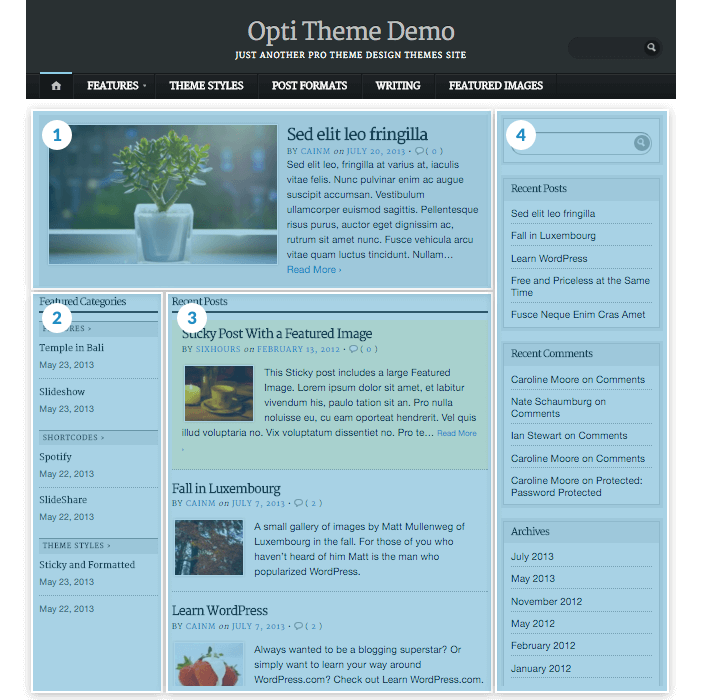 Opti Theme Demo
JUST ANOTHER PRO THEME DESIGN THEMES SITE
FEATURES
THEME STYLES
POST FORMATS
WRITING
FEATURED IMAGES
1
Sed elit leo fringilla
BY CAINM on JULY 20, 2013 • ( 0 )
Sed elit leo, fringilla at varius at, iaculis
vitae felis. Nunc pulvinar enim ac augue
suscipit accumsan. Vestibulum
ullamcorper euismod sagittis. Pellentesque
risus purus, auctor eget dignissim ac,
rutrum sit amet nunc. Fusce vehicula arcu
vitae quam luctus tincidunt. Nullam…
Read More ›
2
Featured Categories
Temple in Bali
May 23, 2013
Slideshow
May 23, 2013
SHORTCODES ›
Spotify
May 22, 2013
SlideShare
May 22, 2013
THEME STYLES ›
Sticky and Formatted
May 23, 2013
May 22, 2013
3
Recent Posts
Sticky Post With a Featured Image
BY SIXHOURS on FEBRUARY 13, 2012 • ( 0 )
This Sticky post includes a large Featured
Image. Lorem ipsum dolor sit amet, et labitur
vivendum his, paulo tation sit an. Pro nulla
noluisse eu, cu eam oporteat hendrerit. Vel quis
illud voluptaria no. Vix voluptatum dissentiet no. Pro te… Read More
›
Fall in Luxembourg
BY CAINM on JULY 7, 2013 • ( 2 )
A small gallery of images by Matt Mullenweg of
Luxembourg in the fall. For those of you who
haven’t heard of him Matt is the man who
popularized WordPress.
Learn WordPress
BY CAINM on JULY 7, 2013 • ( 2 )
Always wanted to be a blogging superstar? Or
simply want to learn your way around
WordPress.com? Check out Learn WordPress.com.
4
Recent Posts
Sed elit leo fringilla
Fall in Luxembourg
Learn WordPress
Free and Priceless at the Same
Time
Fusce Neque Enim Cras Amet
Recent Comments
Caroline Moore on Comments
Nate Schaumburg on
Comments
Ian Stewart on Comments
Caroline Moore on Comments
Caroline Moore on Protected:
Password Protected
Archives
July 2013
May 2013
November 2012
May 2012
February 2012
January 2012